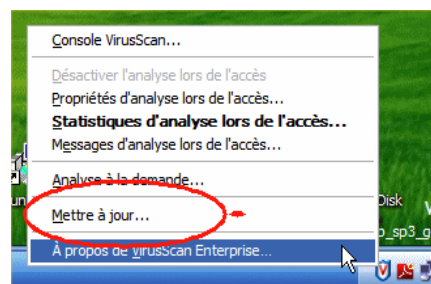 Console VirusScan...
Désactiver l'analyse lors de l'accès
Propriétés d'analyse lors de l'accès...
Statistiques d'analyse lors de l'accès...
Messages d'analyse lors de l'accès...
Analyse à la demande...
Mettre à jour...
À propos de VirusScan Enterprise...
Disk